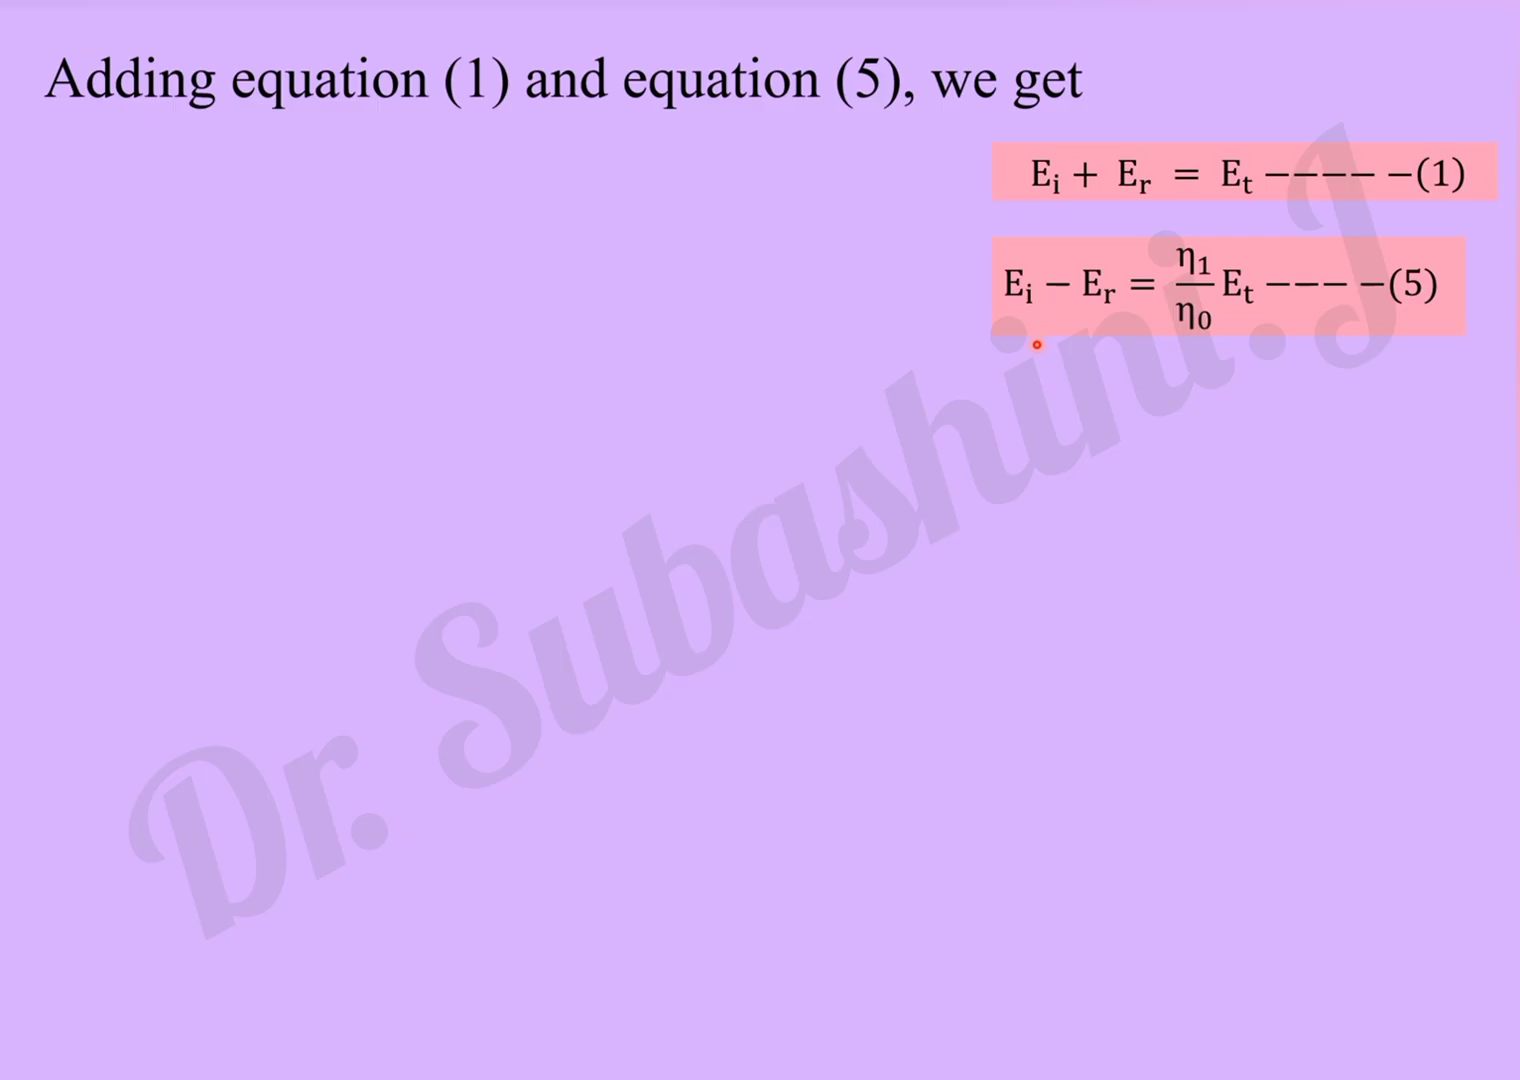 Adding equation (1) and equation (5), we get
Eᵢ + Eᵣ = Eₜ −−−− −(1)
Eᵢ − Eᵣ = η₁/η₀ Eₜ −−− −(5)
Dr. Subashini.J